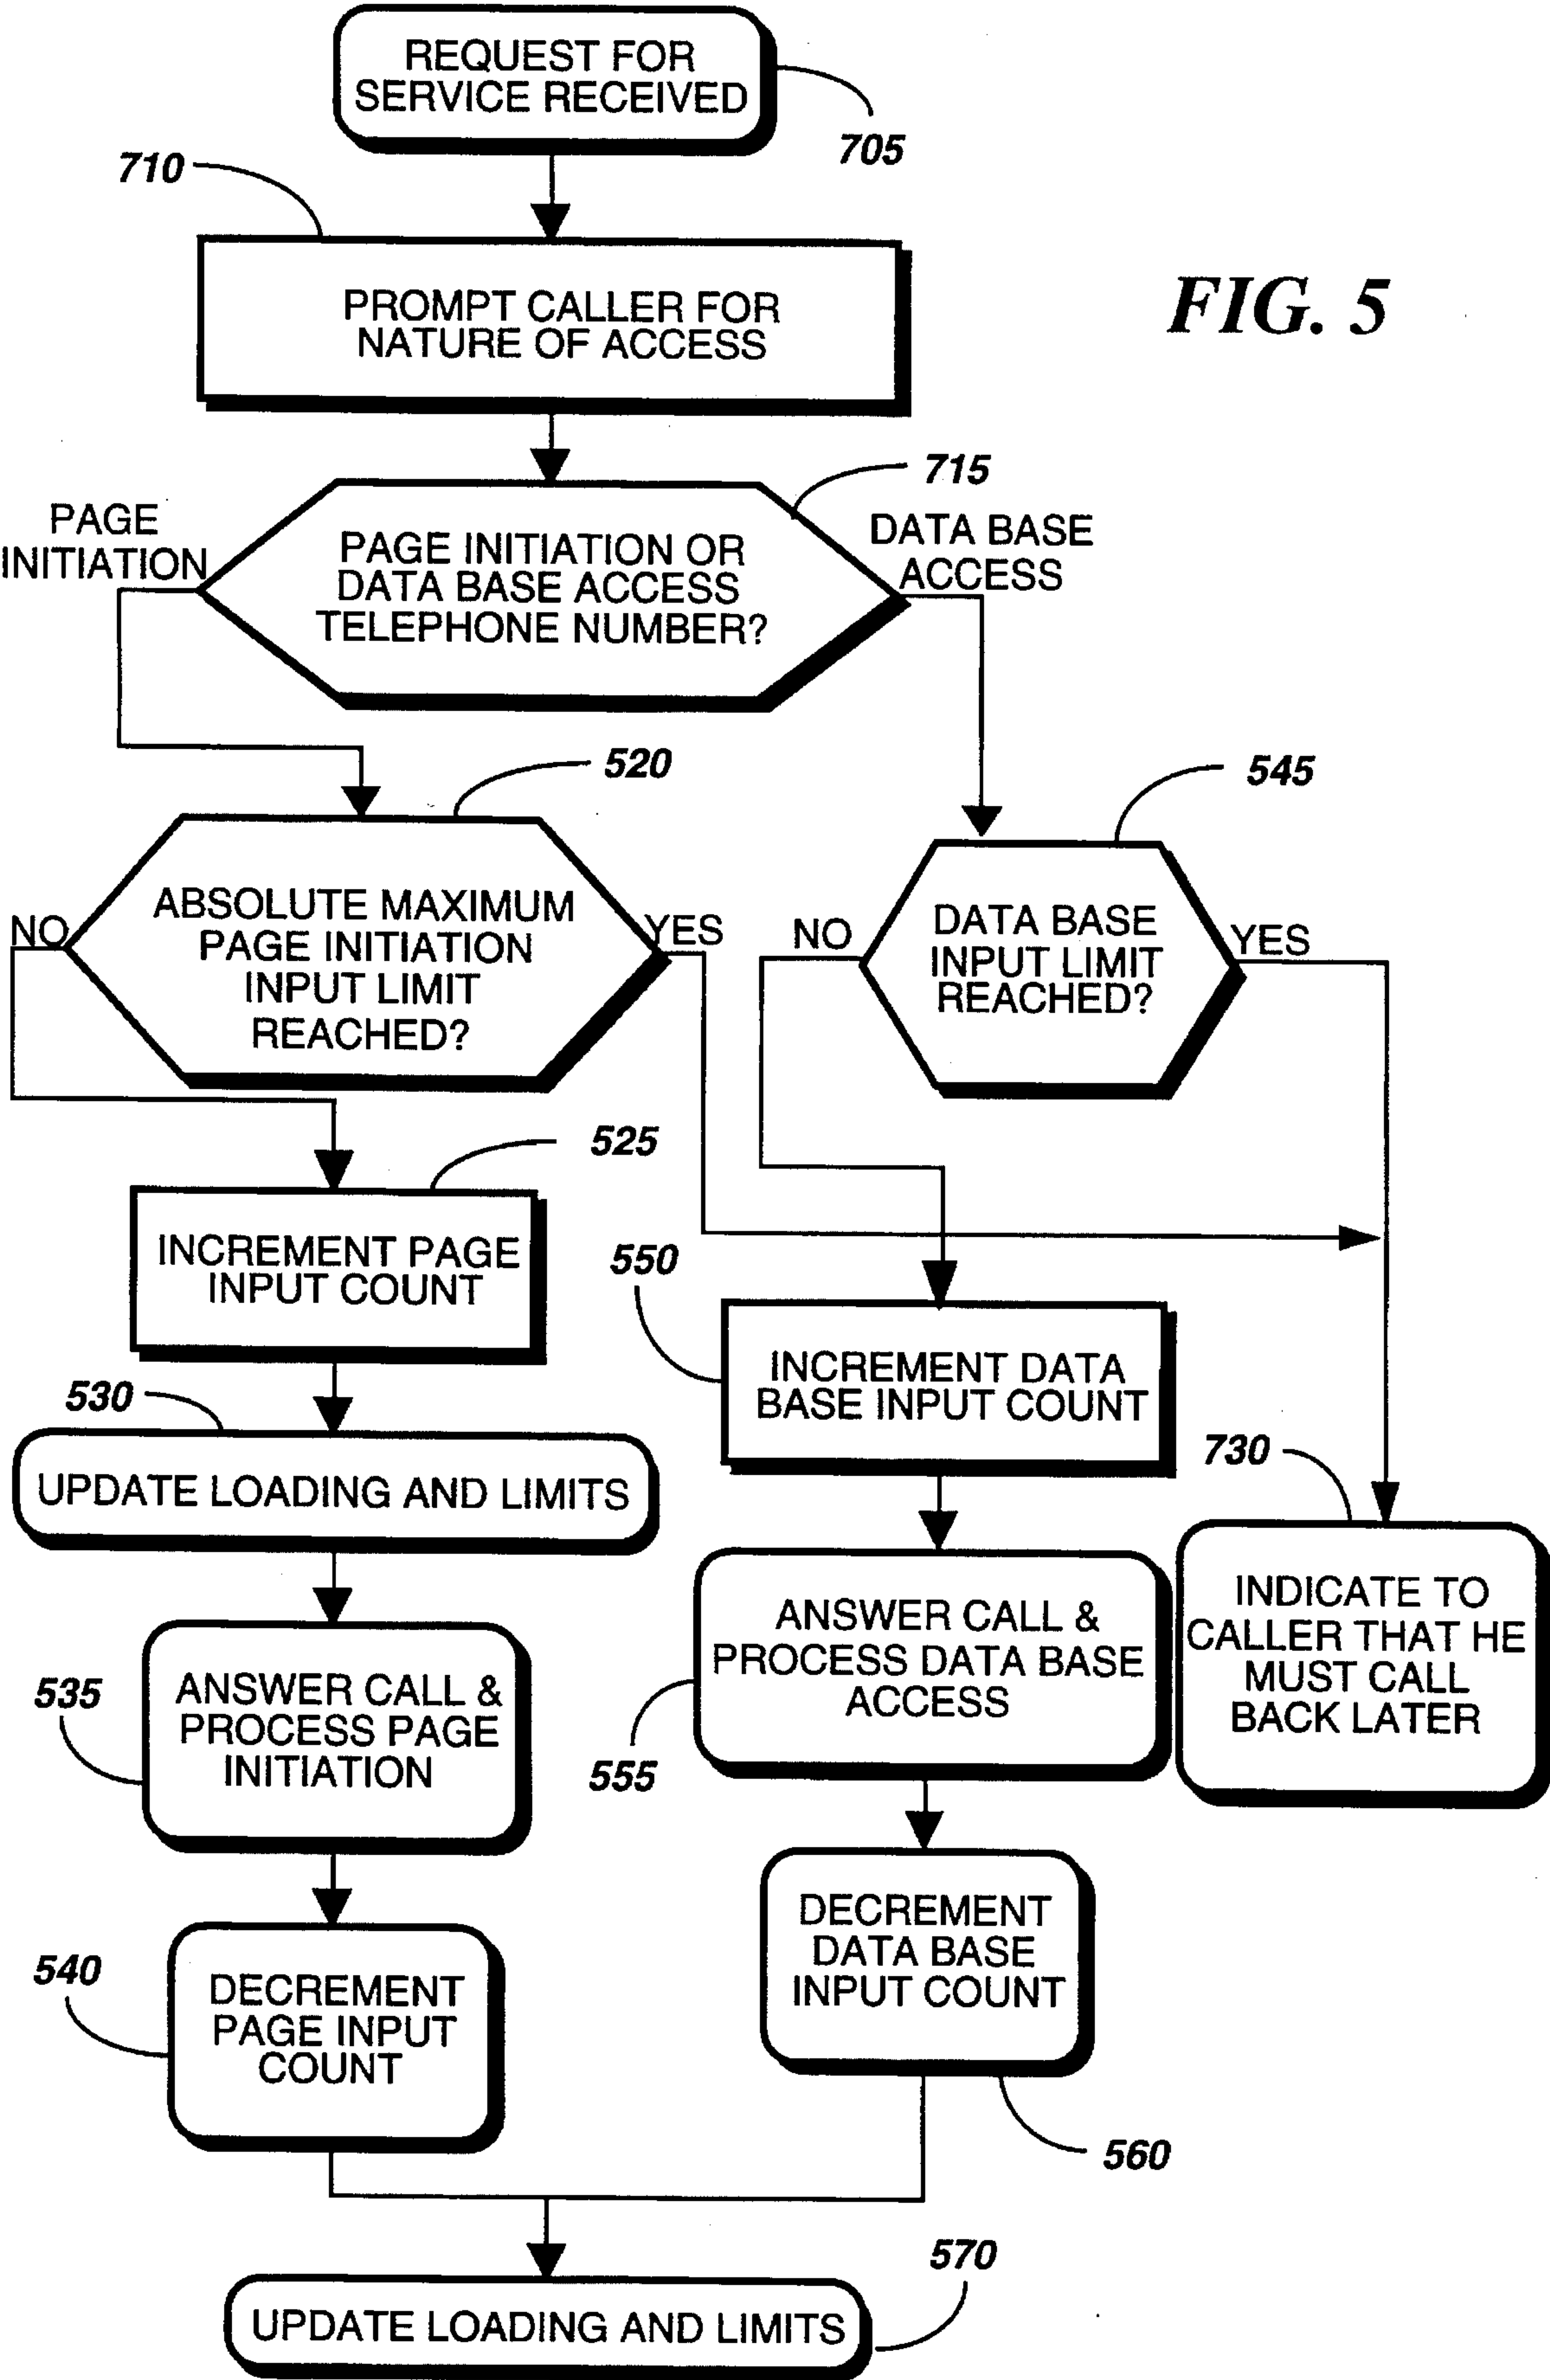 REQUEST FOR
SERVICE RECEIVED
705
710
PROMPT CALLER FOR
NATURE OF ACCESS
FIG. 5
715
PAGE
INITIATION
PAGE INITIATION OR
DATA BASE ACCESS
TELEPHONE NUMBER?
DATA BASE
ACCESS
520
545
NO
ABSOLUTE MAXIMUM
PAGE INITIATION
INPUT LIMIT
REACHED?
YES
NO
DATA BASE
INPUT LIMIT
REACHED?
YES
525
INCREMENT PAGE
INPUT COUNT
550
INCREMENT DATA
BASE INPUT COUNT
530
UPDATE LOADING AND LIMITS
730
INDICATE TO
CALLER THAT HE
MUST CALL
BACK LATER
535
ANSWER CALL &
PROCESS PAGE
INITIATION
ANSWER CALL &
PROCESS DATA BASE
ACCESS
555
540
DECREMENT
PAGE INPUT
COUNT
DECREMENT
DATA BASE
INPUT COUNT
560
570
UPDATE LOADING AND LIMITS